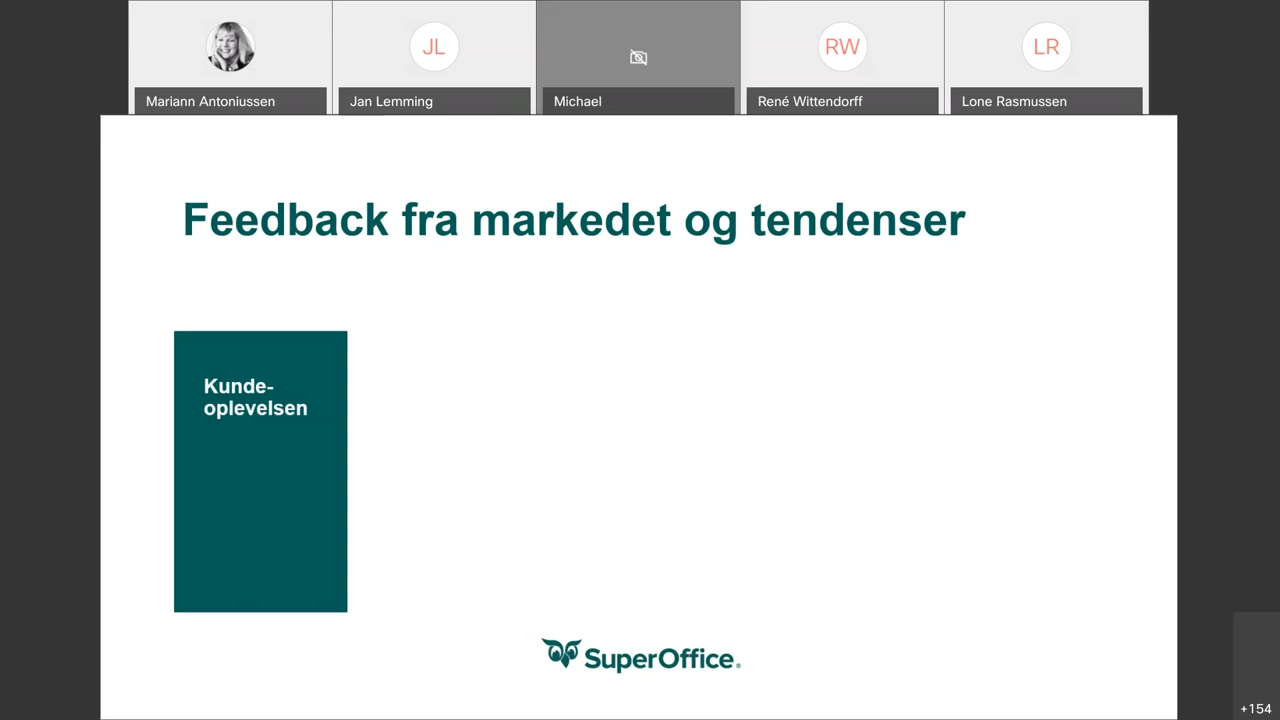 JL
RW
LR
Mariann Antoniussen
Jan Lemming
Michael
René Wittendorff
Lone Rasmussen
Feedback fra markedet og tendenser
Kunde-
oplevelsen
SuperOffice.
+154